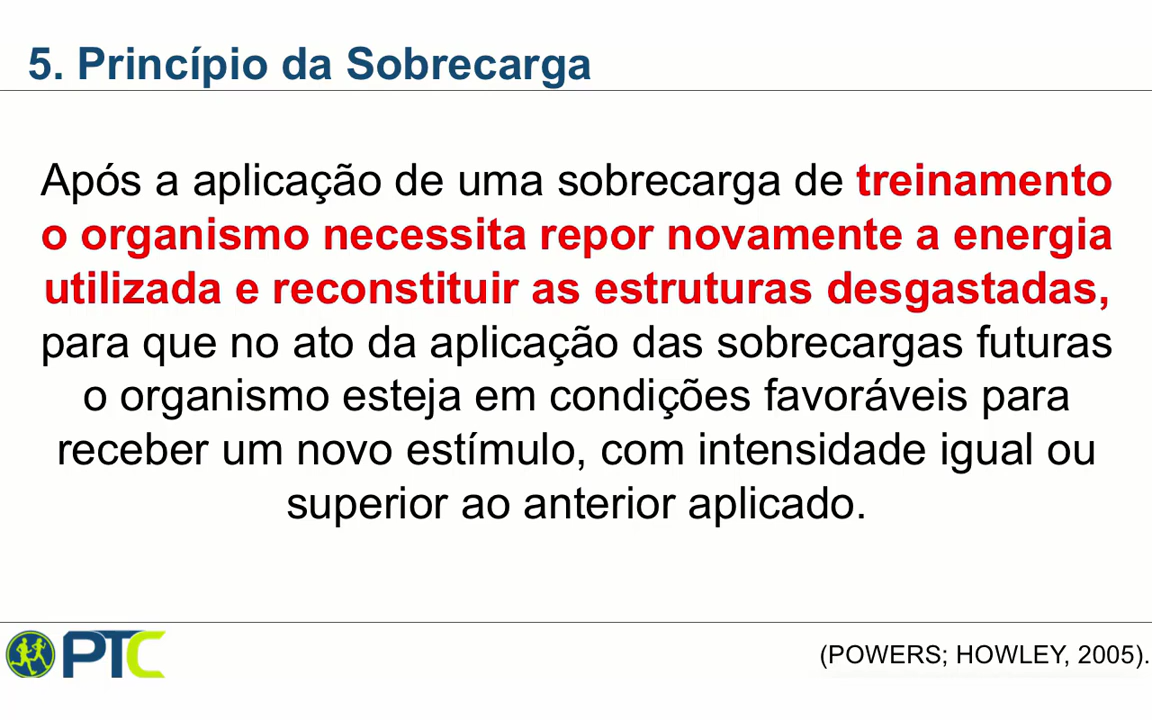 5. Princípio da Sobrecarga
Após a aplicação de uma sobrecarga de treinamento
o organismo necessita repor novamente a energia
utilizada e reconstituir as estruturas desgastadas,
para que no ato da aplicação das sobrecargas futuras
o organismo esteja em condições favoráveis para
receber um novo estímulo, com intensidade igual ou
superior ao anterior aplicado.
PTC
(POWERS; HOWLEY, 2005).